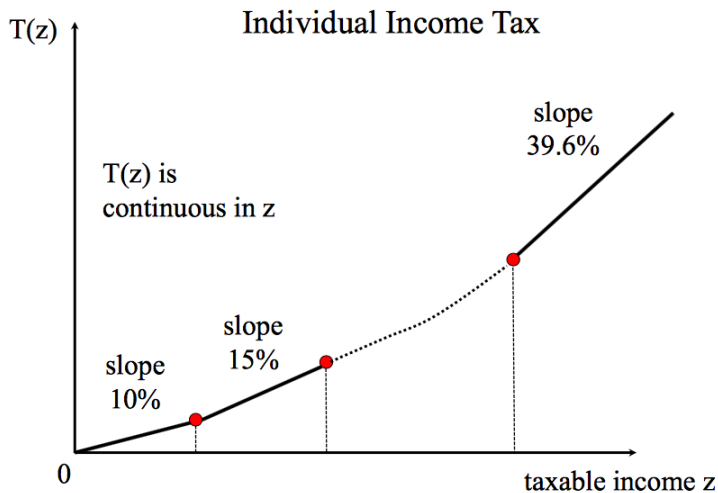 T(z)
Individual Income Tax
slope
39.6%
T(z) is
continuous in z
slope
15%
slope
10%
0
taxable income z